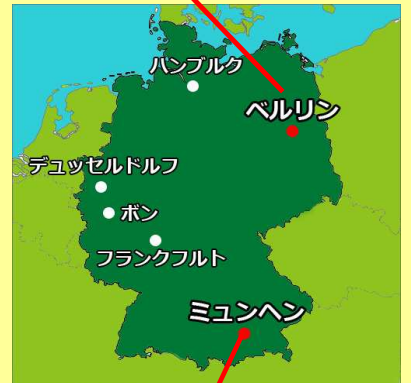 ハンブルク
ベルリン
デュッセルドルフ
ボン
フランクフルト
ミュンヘン